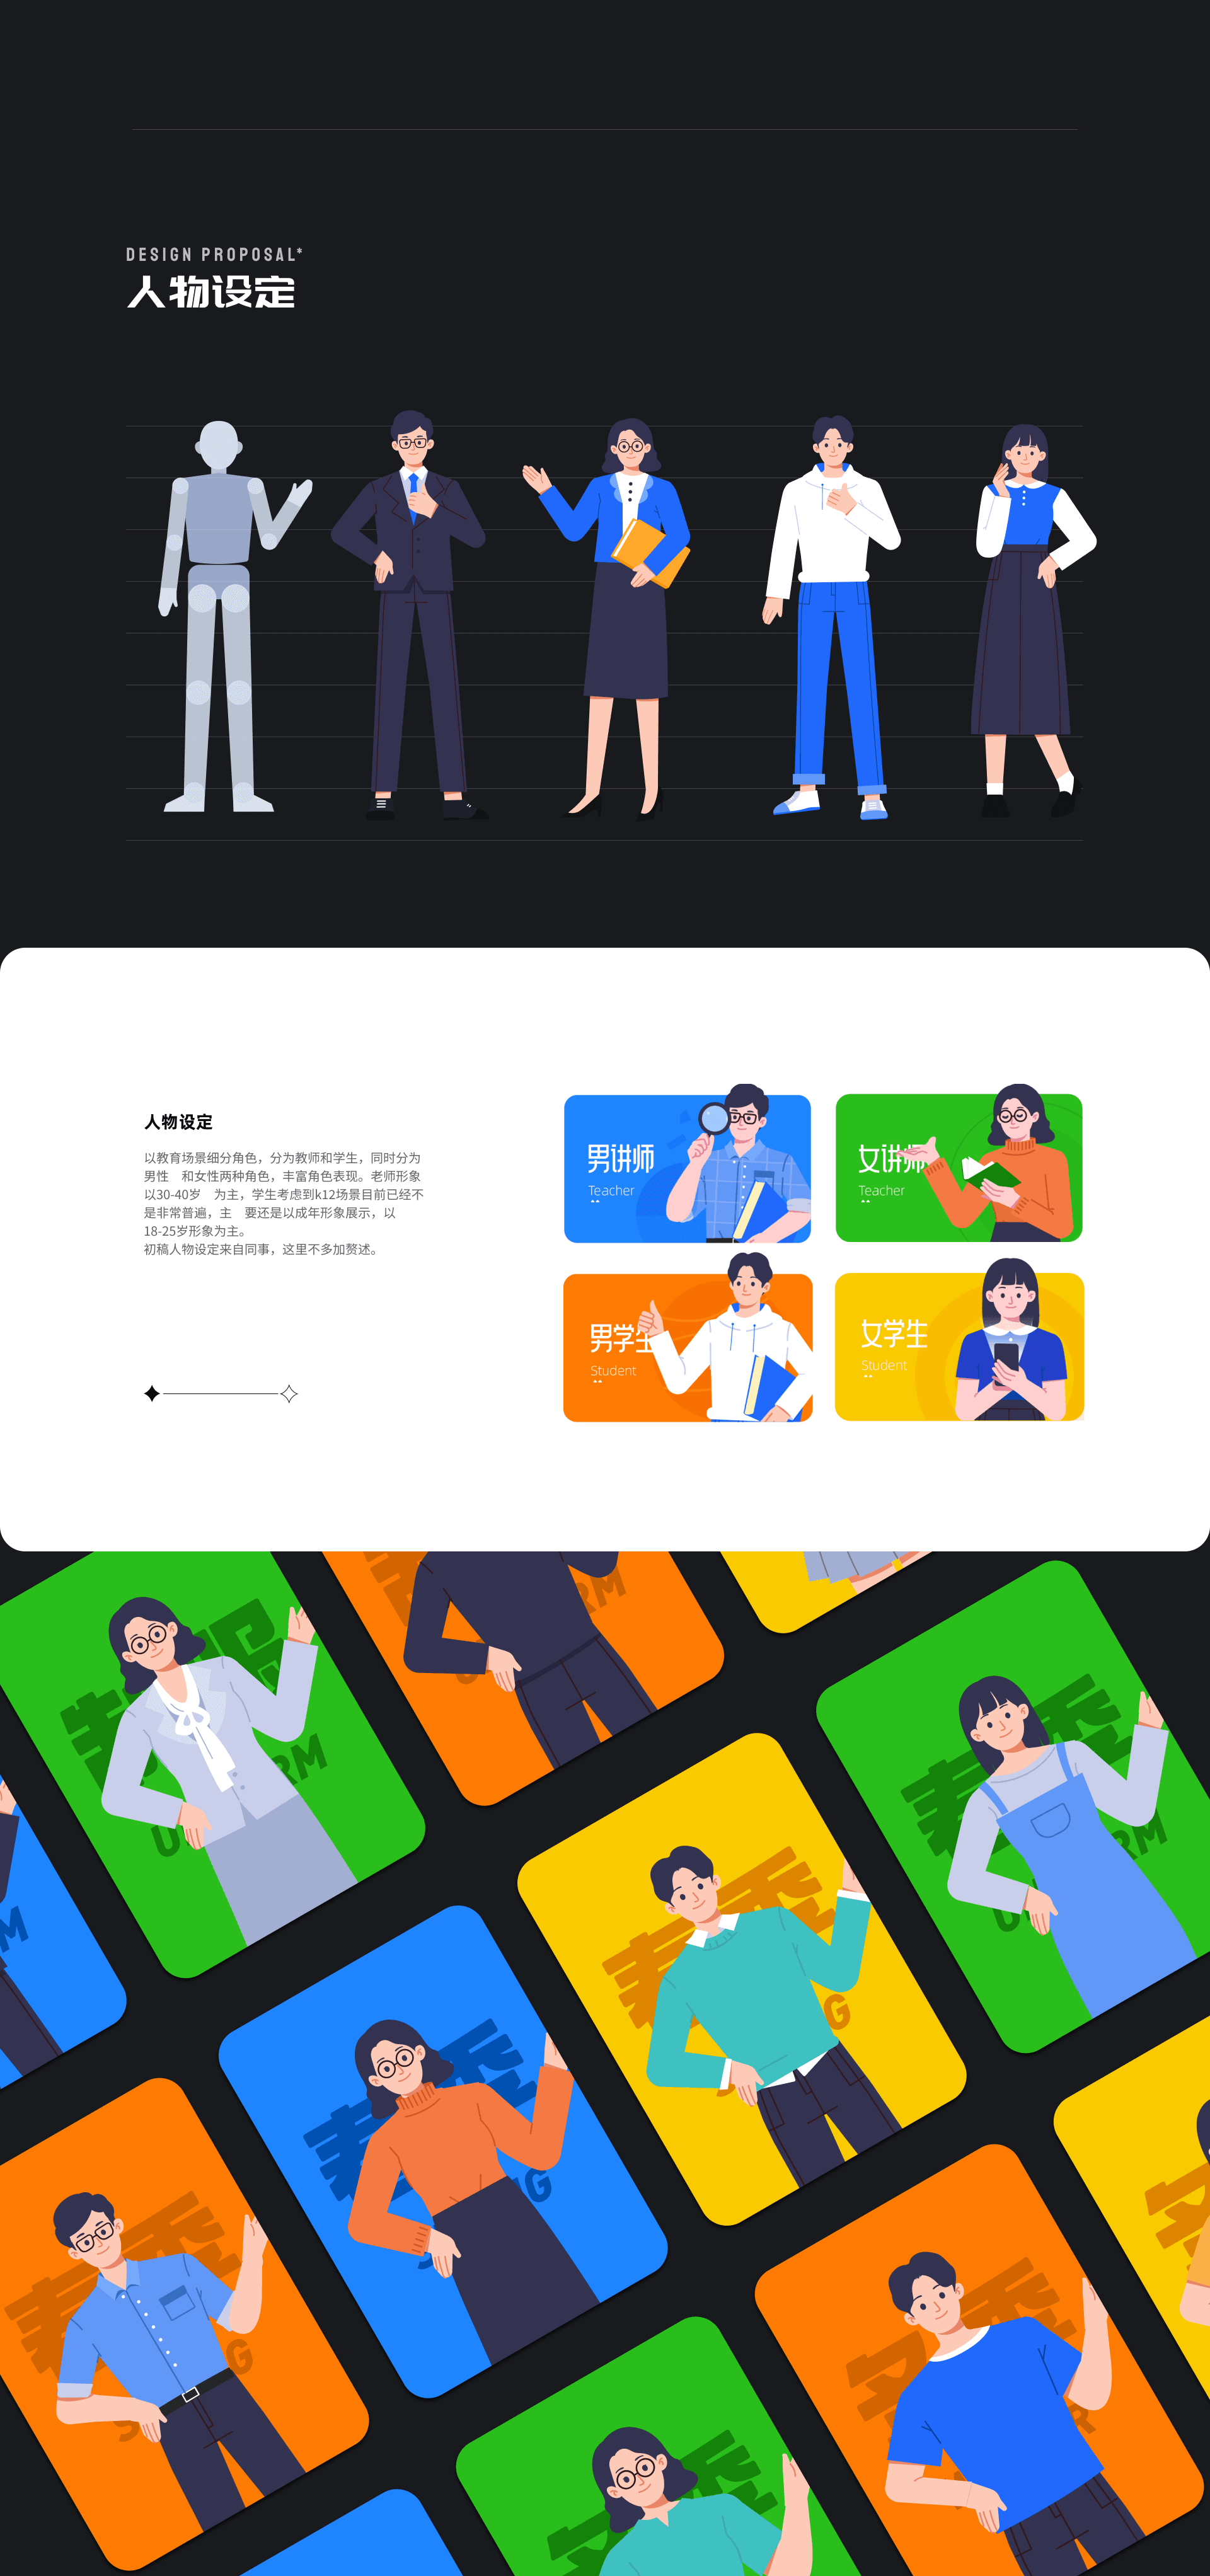 DESIGN PROPOSAL*
人物设定
人物设定
以教育场景细分角色，分为教师和学生，同时分为
男性　和女性两种角色，丰富角色表现。老师形象
以30-40岁　为主，学生考虑到k12场景目前已经不
是非常普遍，主　要还是以成年形象展示，以
18-25岁形象为主。
初稿人物设定来自同事，这里不多加赘述。
男讲师
Teacher
女讲师
Teacher
男学生
Student
女学生
Student